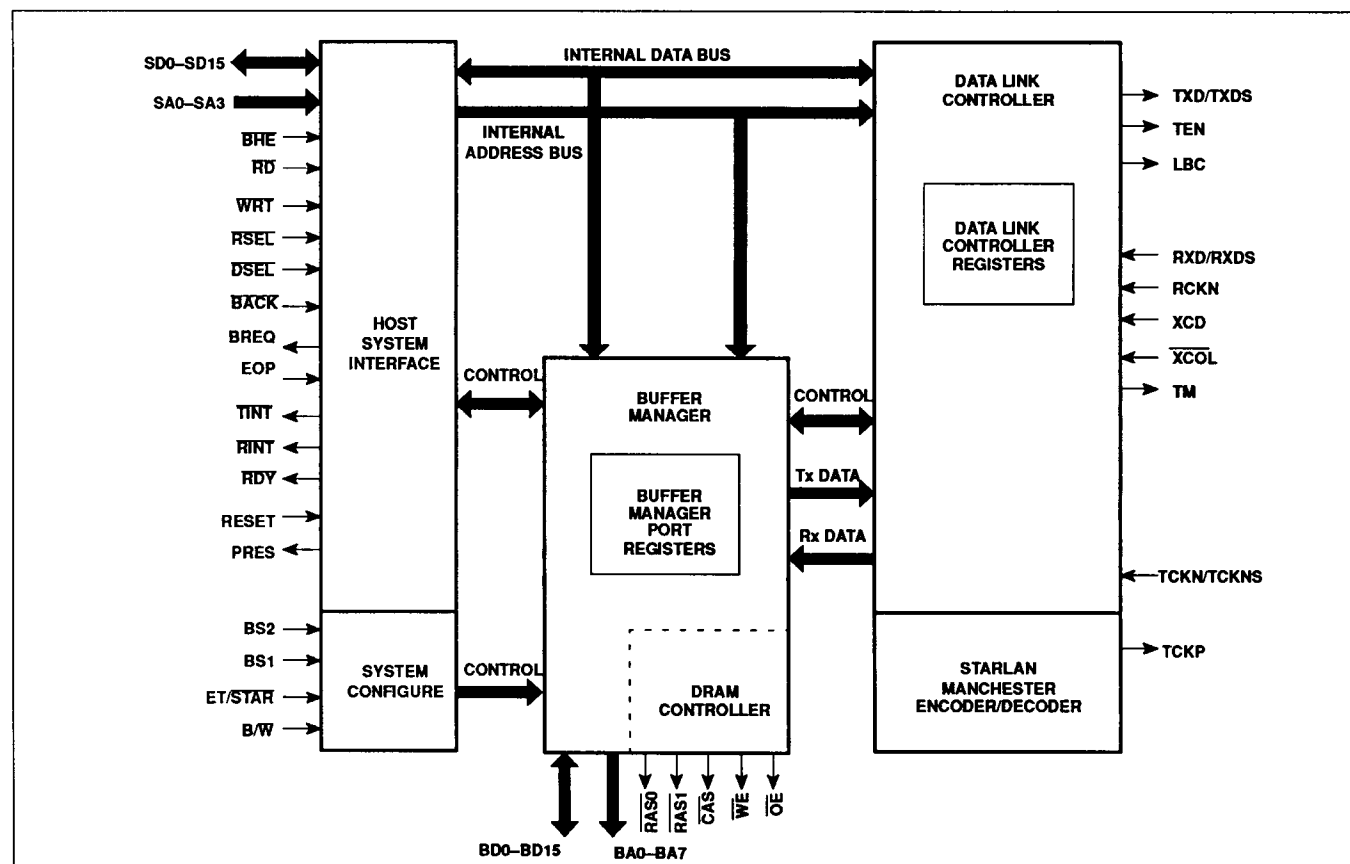 SD0–SD15
SA0–SA3
BHE
RD
WRT
RSEL
DSEL
BACK
BREQ
EOP
TINT
RINT
RDY
RESET
PRES
BS2
BS1
ET/STAR
B/W
HOST
SYSTEM
INTERFACE
SYSTEM
CONFIGURE
INTERNAL DATA BUS
INTERNAL
ADDRESS BUS
CONTROL
CONTROL
BUFFER
MANAGER
BUFFER
MANAGER
PORT
REGISTERS
DRAM
CONTROLLER
CONTROL
Tx DATA
Rx DATA
BD0–BD15
BA0–BA7
RAS0
RAS1
CAS
WE
OE
DATA LINK
CONTROLLER
DATA LINK
CONTROLLER
REGISTERS
STARLAN
MANCHESTER
ENCODER/DECODER
TXD/TXDS
TEN
LBC
RXD/RXDS
RCKN
XCD
XCOL
TM
TCKN/TCKNS
TCKP